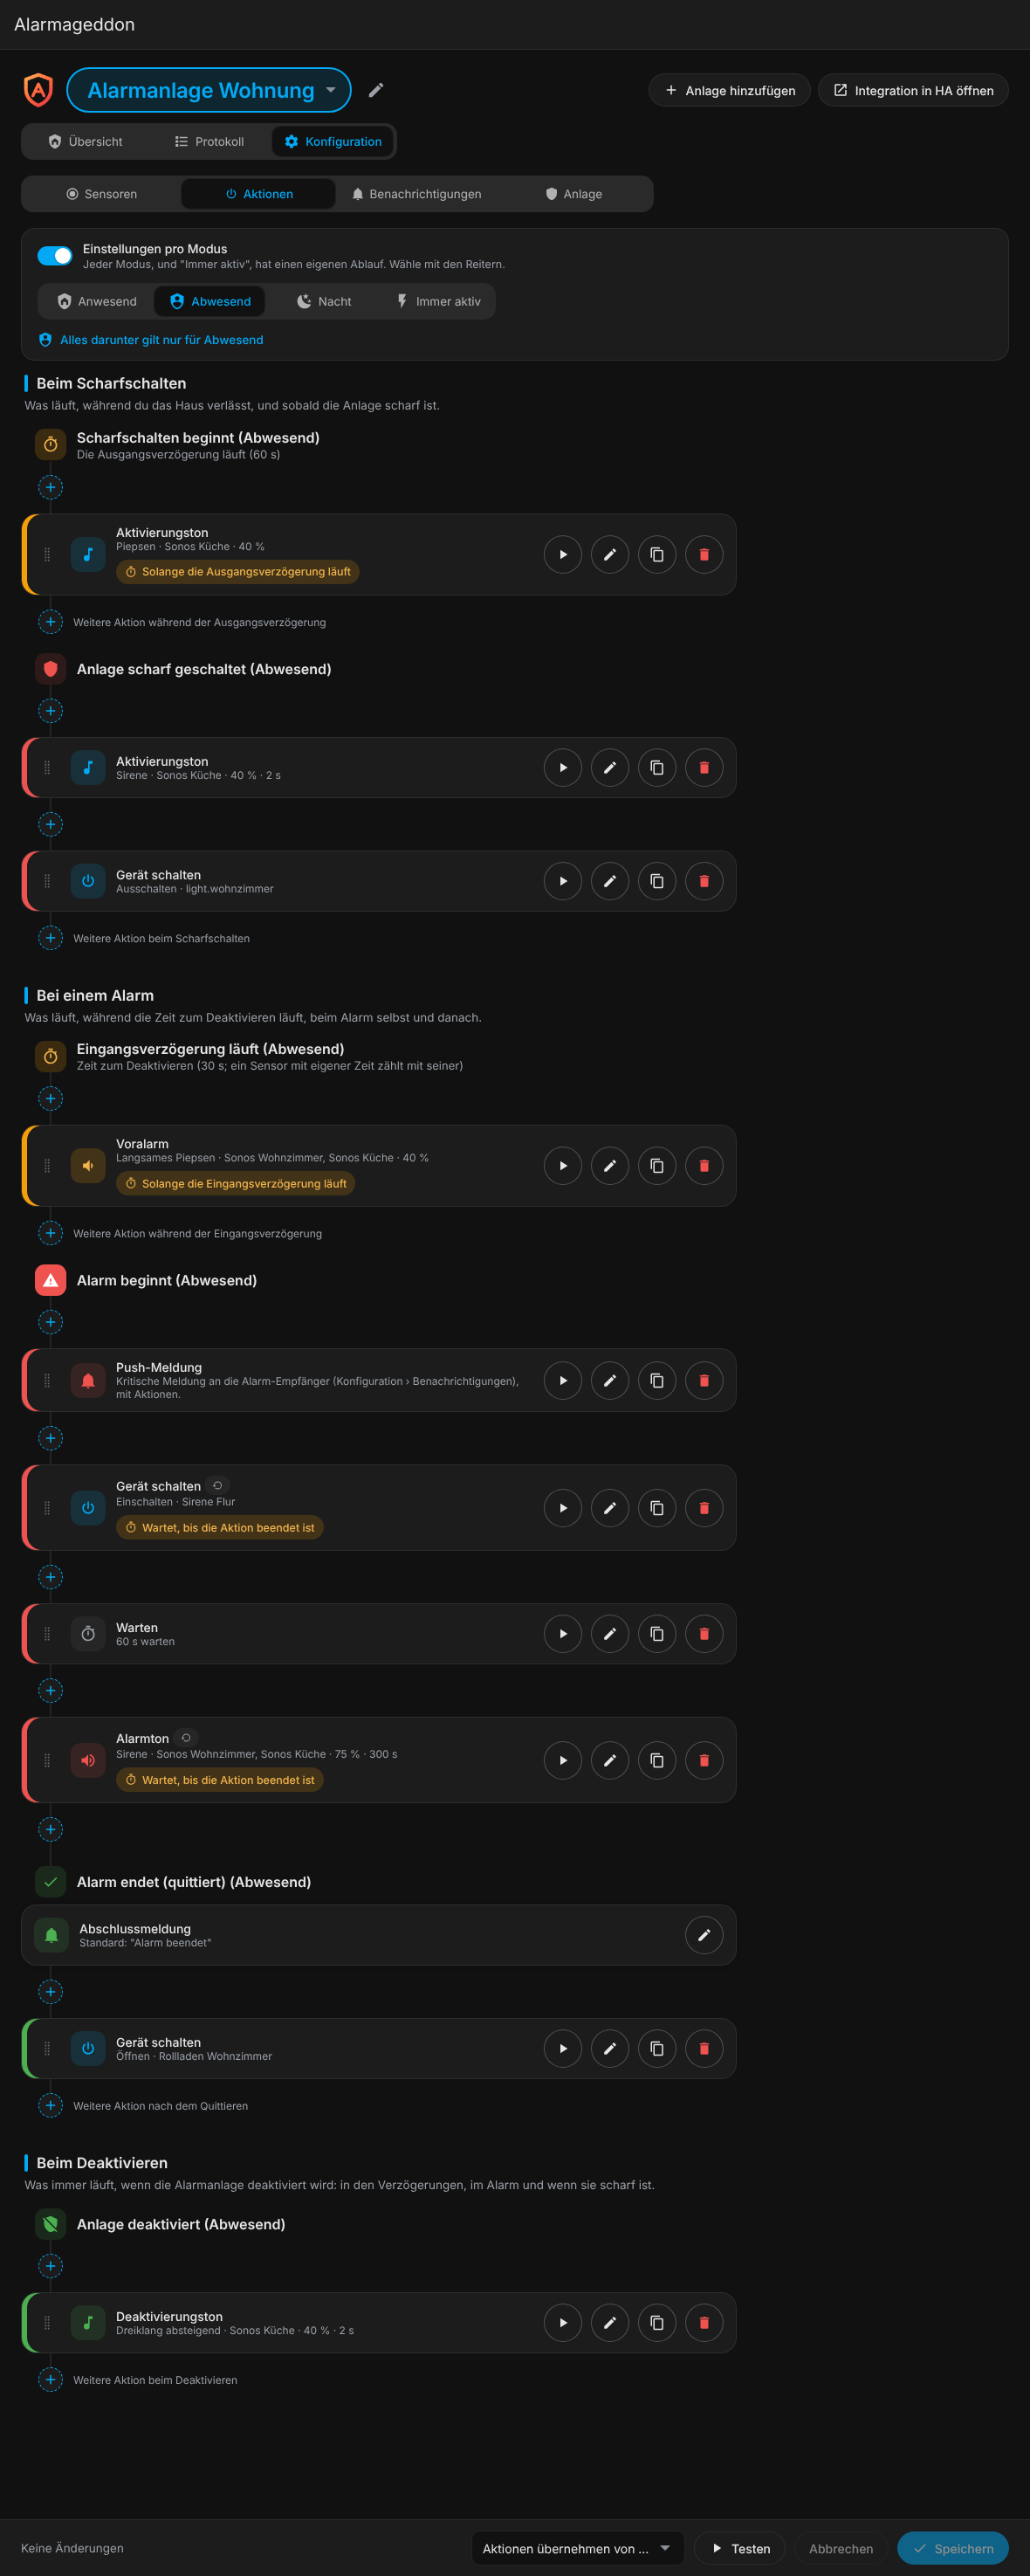 Alarmageddon
Alarmanlage Wohnung
Anlage hinzufügen
Integration in HA öffnen
Übersicht
Protokoll
Konfiguration
Sensoren
Aktionen
Benachrichtigungen
Anlage
Einstellungen pro Modus
Jeder Modus, und "Immer aktiv", hat einen eigenen Ablauf. Wähle mit den Reitern.
Anwesend
Abwesend
Nacht
Immer aktiv
Alles darunter gilt nur für Abwesend
Beim Scharfschalten
Was läuft, während du das Haus verlässt, und sobald die Anlage scharf ist.
Scharfschalten beginnt (Abwesend)
Die Ausgangsverzögerung läuft (60 s)
Aktivierungston
Piepsen · Sonos Küche · 40 %
Solange die Ausgangsverzögerung läuft
Weitere Aktion während der Ausgangsverzögerung
Anlage scharf geschaltet (Abwesend)
Aktivierungston
Sirene · Sonos Küche · 40 % · 2 s
Gerät schalten
Ausschalten · light.wohnzimmer
Weitere Aktion beim Scharfschalten
Bei einem Alarm
Was läuft, während die Zeit zum Deaktivieren läuft, beim Alarm selbst und danach.
Eingangsverzögerung läuft (Abwesend)
Zeit zum Deaktivieren (30 s; ein Sensor mit eigener Zeit zählt mit seiner)
Voralarm
Langsames Piepsen · Sonos Wohnzimmer, Sonos Küche · 40 %
Solange die Eingangsverzögerung läuft
Weitere Aktion während der Eingangsverzögerung
Alarm beginnt (Abwesend)
Push-Meldung
Kritische Meldung an die Alarm-Empfänger (Konfiguration › Benachrichtigungen),
mit Aktionen.
Gerät schalten
Einschalten · Sirene Flur
Wartet, bis die Aktion beendet ist
Warten
60 s warten
Alarmton
Sirene · Sonos Wohnzimmer, Sonos Küche · 75 % · 300 s
Wartet, bis die Aktion beendet ist
Alarm endet (quittiert) (Abwesend)
Abschlussmeldung
Standard: "Alarm beendet"
Gerät schalten
Öffnen · Rollladen Wohnzimmer
Weitere Aktion nach dem Quittieren
Beim Deaktivieren
Was immer läuft, wenn die Alarmanlage deaktiviert wird: in den Verzögerungen, im Alarm und wenn sie scharf ist.
Anlage deaktiviert (Abwesend)
Deaktivierungston
Dreiklang absteigend · Sonos Küche · 40 % · 2 s
Weitere Aktion beim Deaktivieren
Keine Änderungen
Aktionen übernehmen von ...
Testen
Abbrechen
Speichern